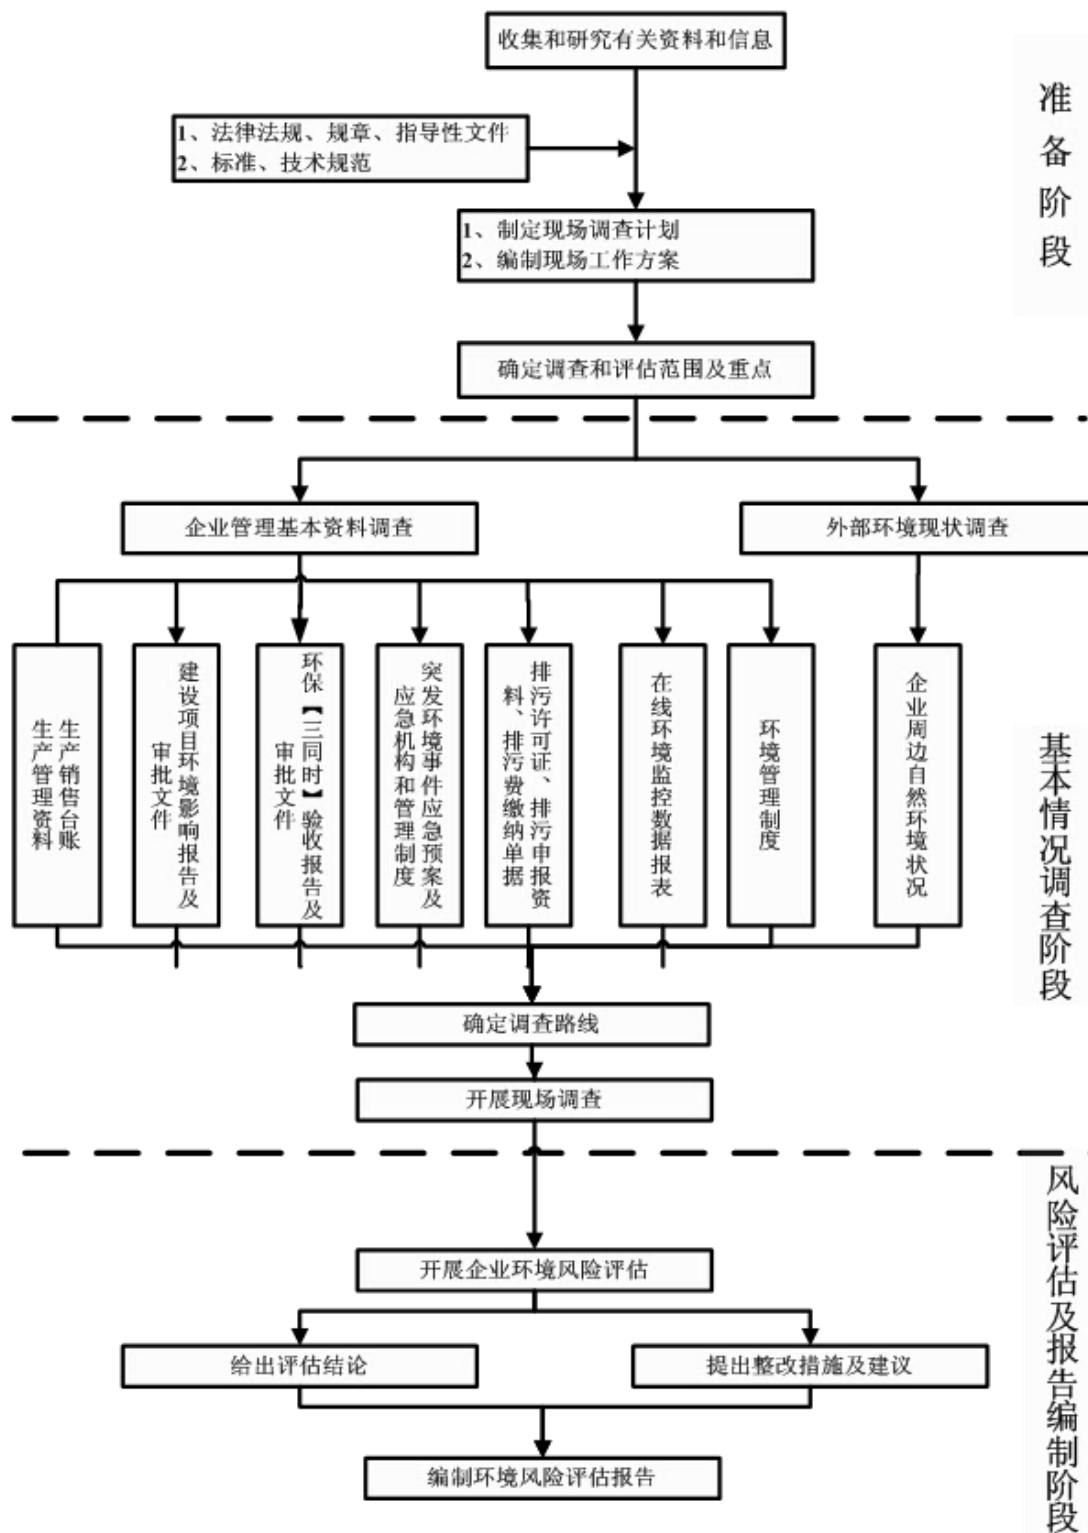 收集和研究有关资料和信息
准备阶段
1、法律法规、规章、指导性文件
2、标准、技术规范
1、制定现场调查计划
2、编制现场工作方案
确定调查和评估范围及重点
企业管理基本资料调查
外部环境现状调查
生产销售台账
生产管理资料
建设项目环境影响报告及
审批文件
环保【三同时】验收报告及
审批文件
突发环境事件应急预案及
应急机构和管理制度
排污许可证、排污申报资
料、排污费缴纳单据
在线环境监控数据报表
环境管理制度
企业周边自然环境状况
基本情况调查阶段
确定调查路线
开展现场调查
风险评估及报告编制阶段
开展企业环境风险评估
给出评估结论
提出整改措施及建议
编制环境风险评估报告